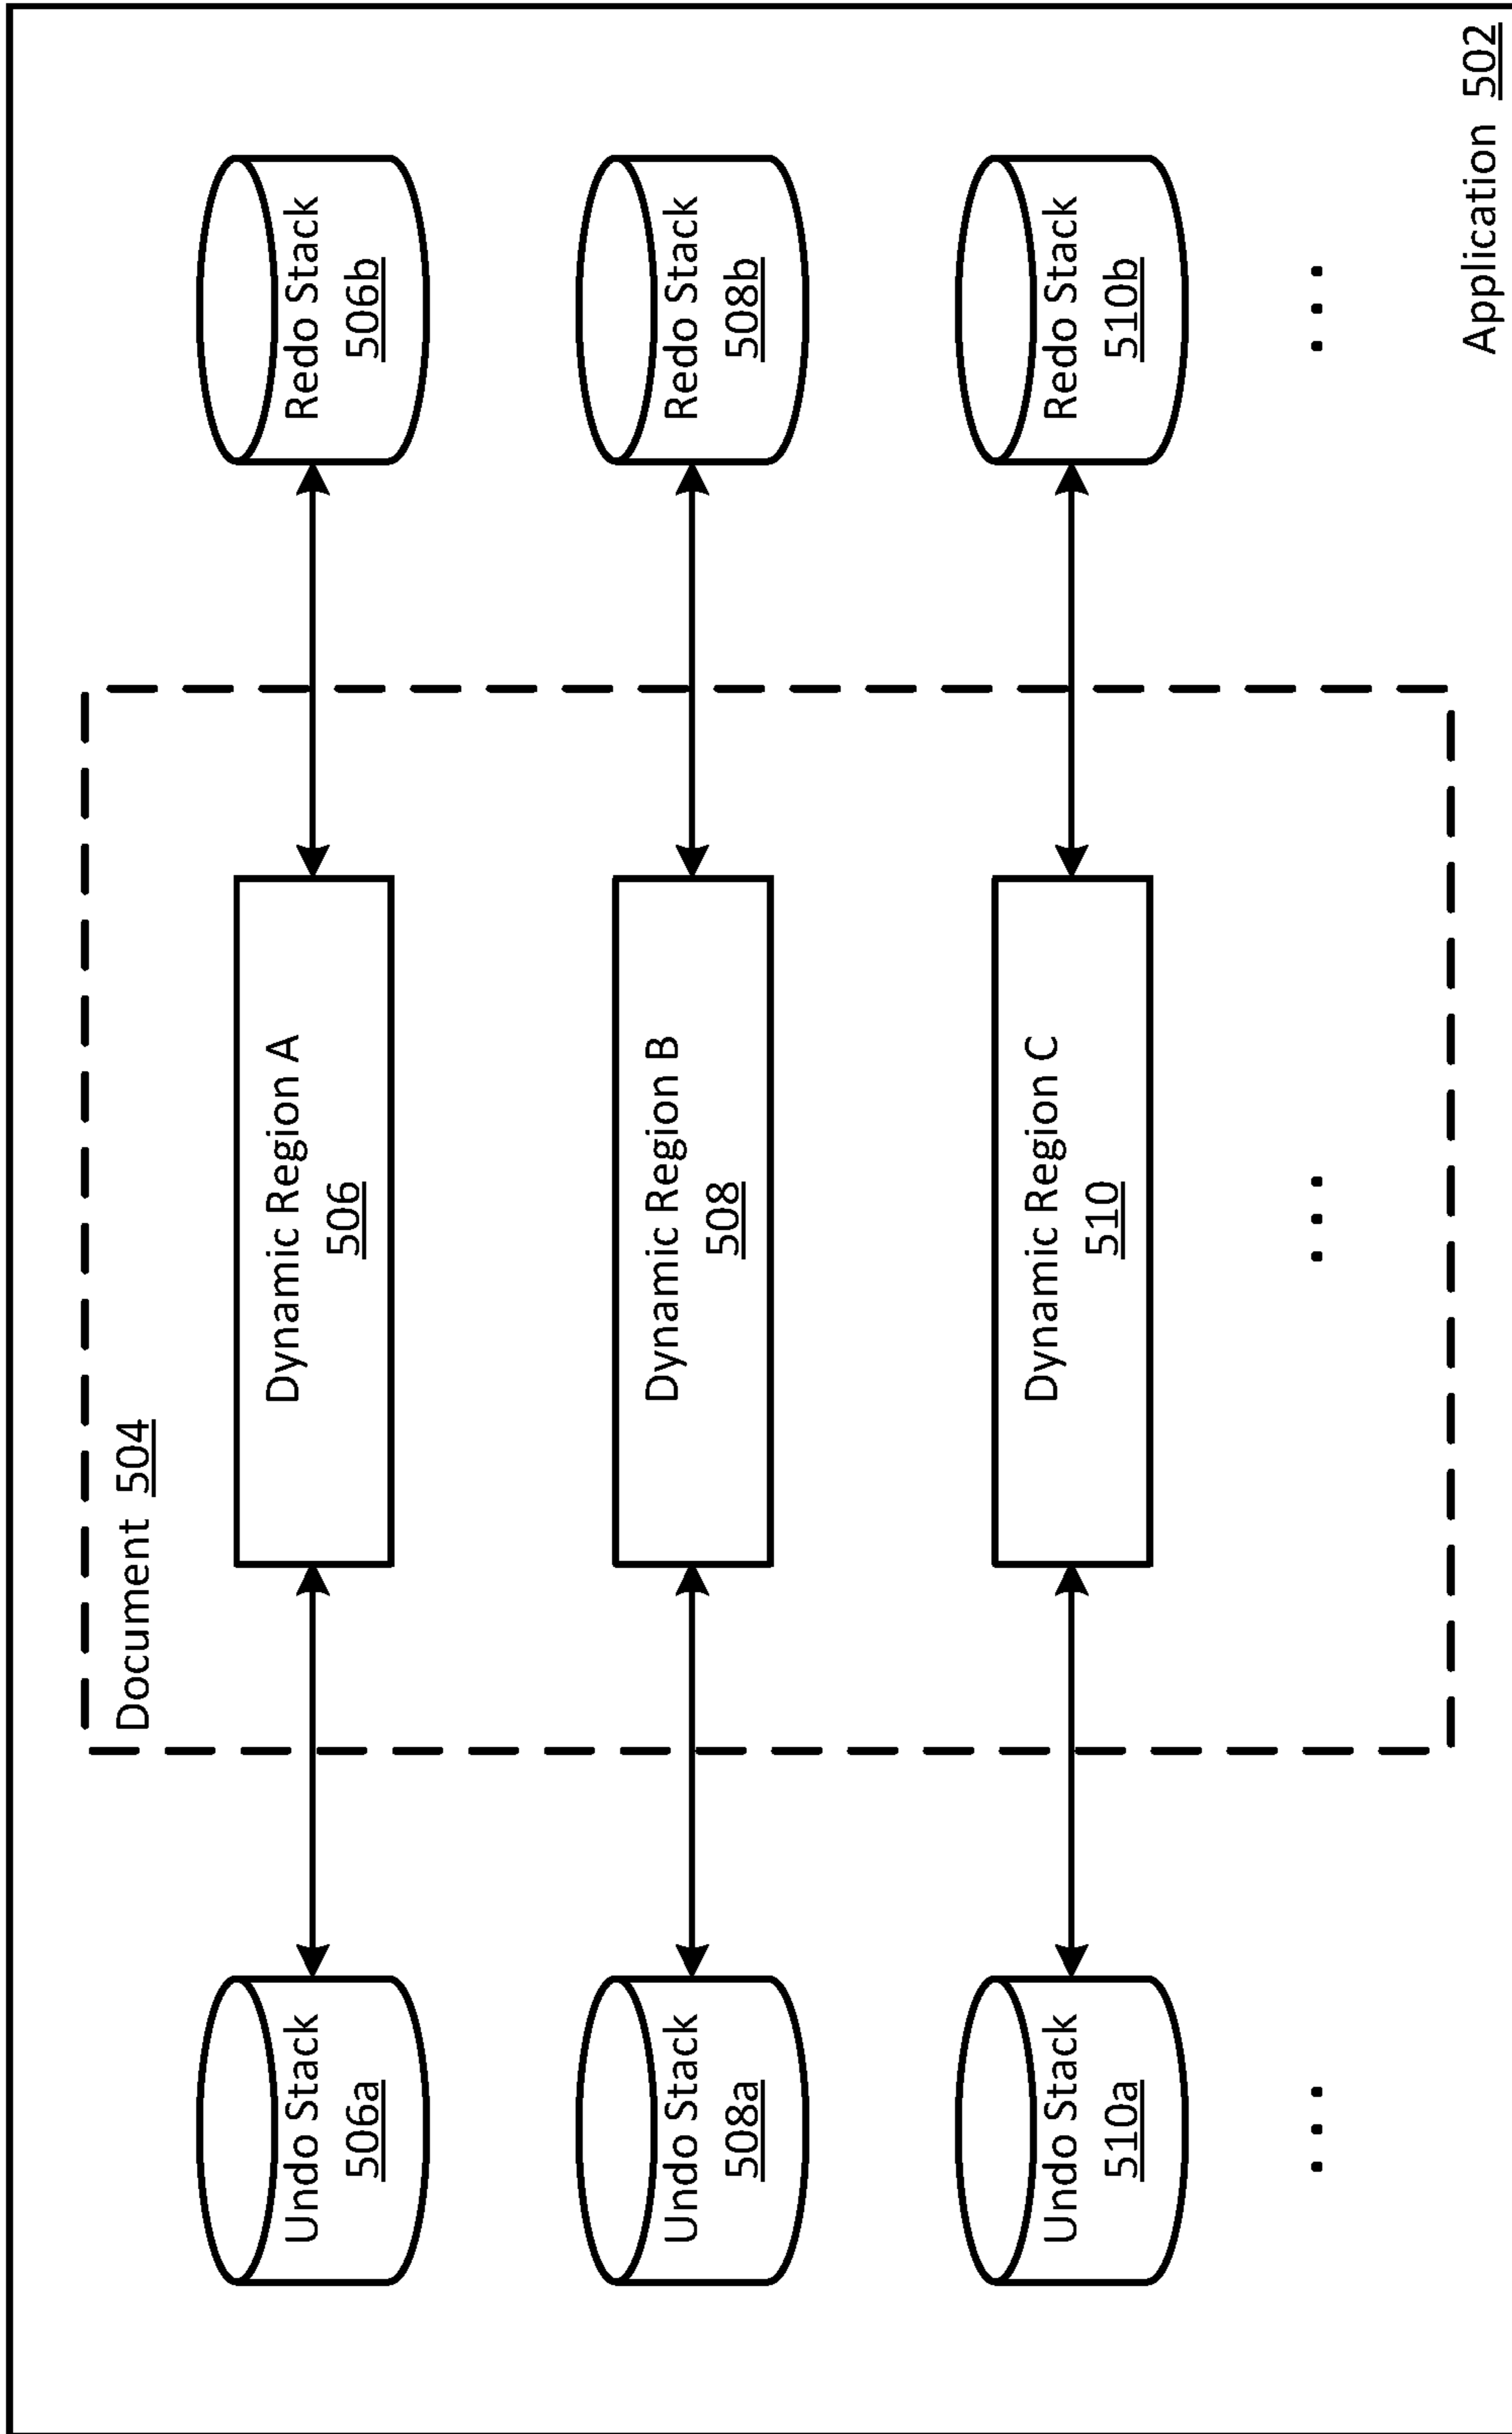 Document 504
Undo Stack
506a
Dynamic Region A
506
Redo Stack
506b
Undo Stack
508a
Dynamic Region B
508
Redo Stack
508b
Undo Stack
510a
Dynamic Region C
510
Redo Stack
510b
...
...
...
Application 502